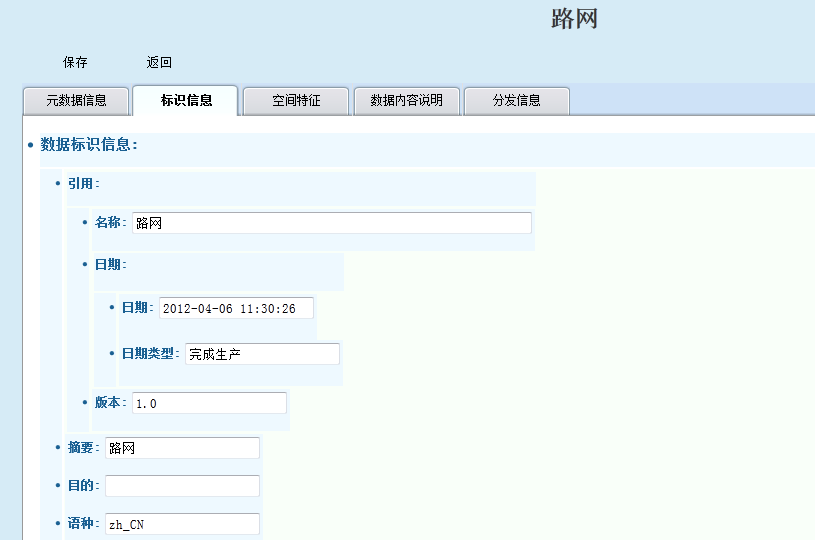 路网
保存 返回
元数据信息 标识信息 空间特征 数据内容说明 分发信息
• 数据标识信息:
• 引用:
• 名称: 路网
• 日期:
• 日期: 2012-04-06 11:30:26
• 日期类型: 完成生产
• 版本: 1.0
• 摘要: 路网
• 目的:
• 语种: zh_CN